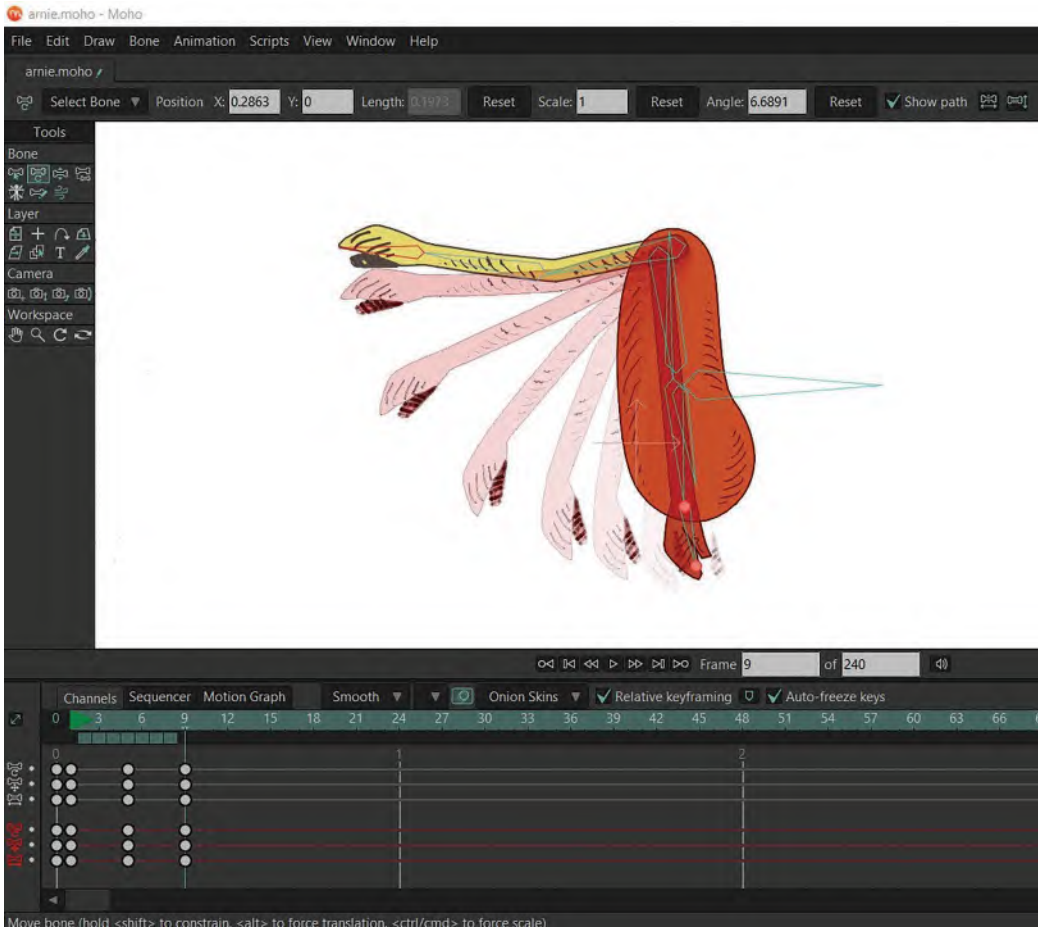 arnie.moho - Moho
File Edit Draw Bone Animation Scripts View Window Help
arnie.moho
Select Bone Position X: 0.2863 Y: 0 Length: 0.1973 Reset Scale: 1 Reset Angle: 6.6891 Reset Show path
Tools
Bone
Layer
T
Camera
Workspace
Frame 9 of 240
Channels Sequencer Motion Graph Smooth Onion Skins Relative keyframing Auto-freeze keys
0 3 6 9 12 15 18 21 24 27 30 33 36 39 42 45 48 51 54 57 60 63 66
0 1 2
Move bone (hold <shift> to constrain, <alt> to force translation, <ctrl/cmd> to force scale)